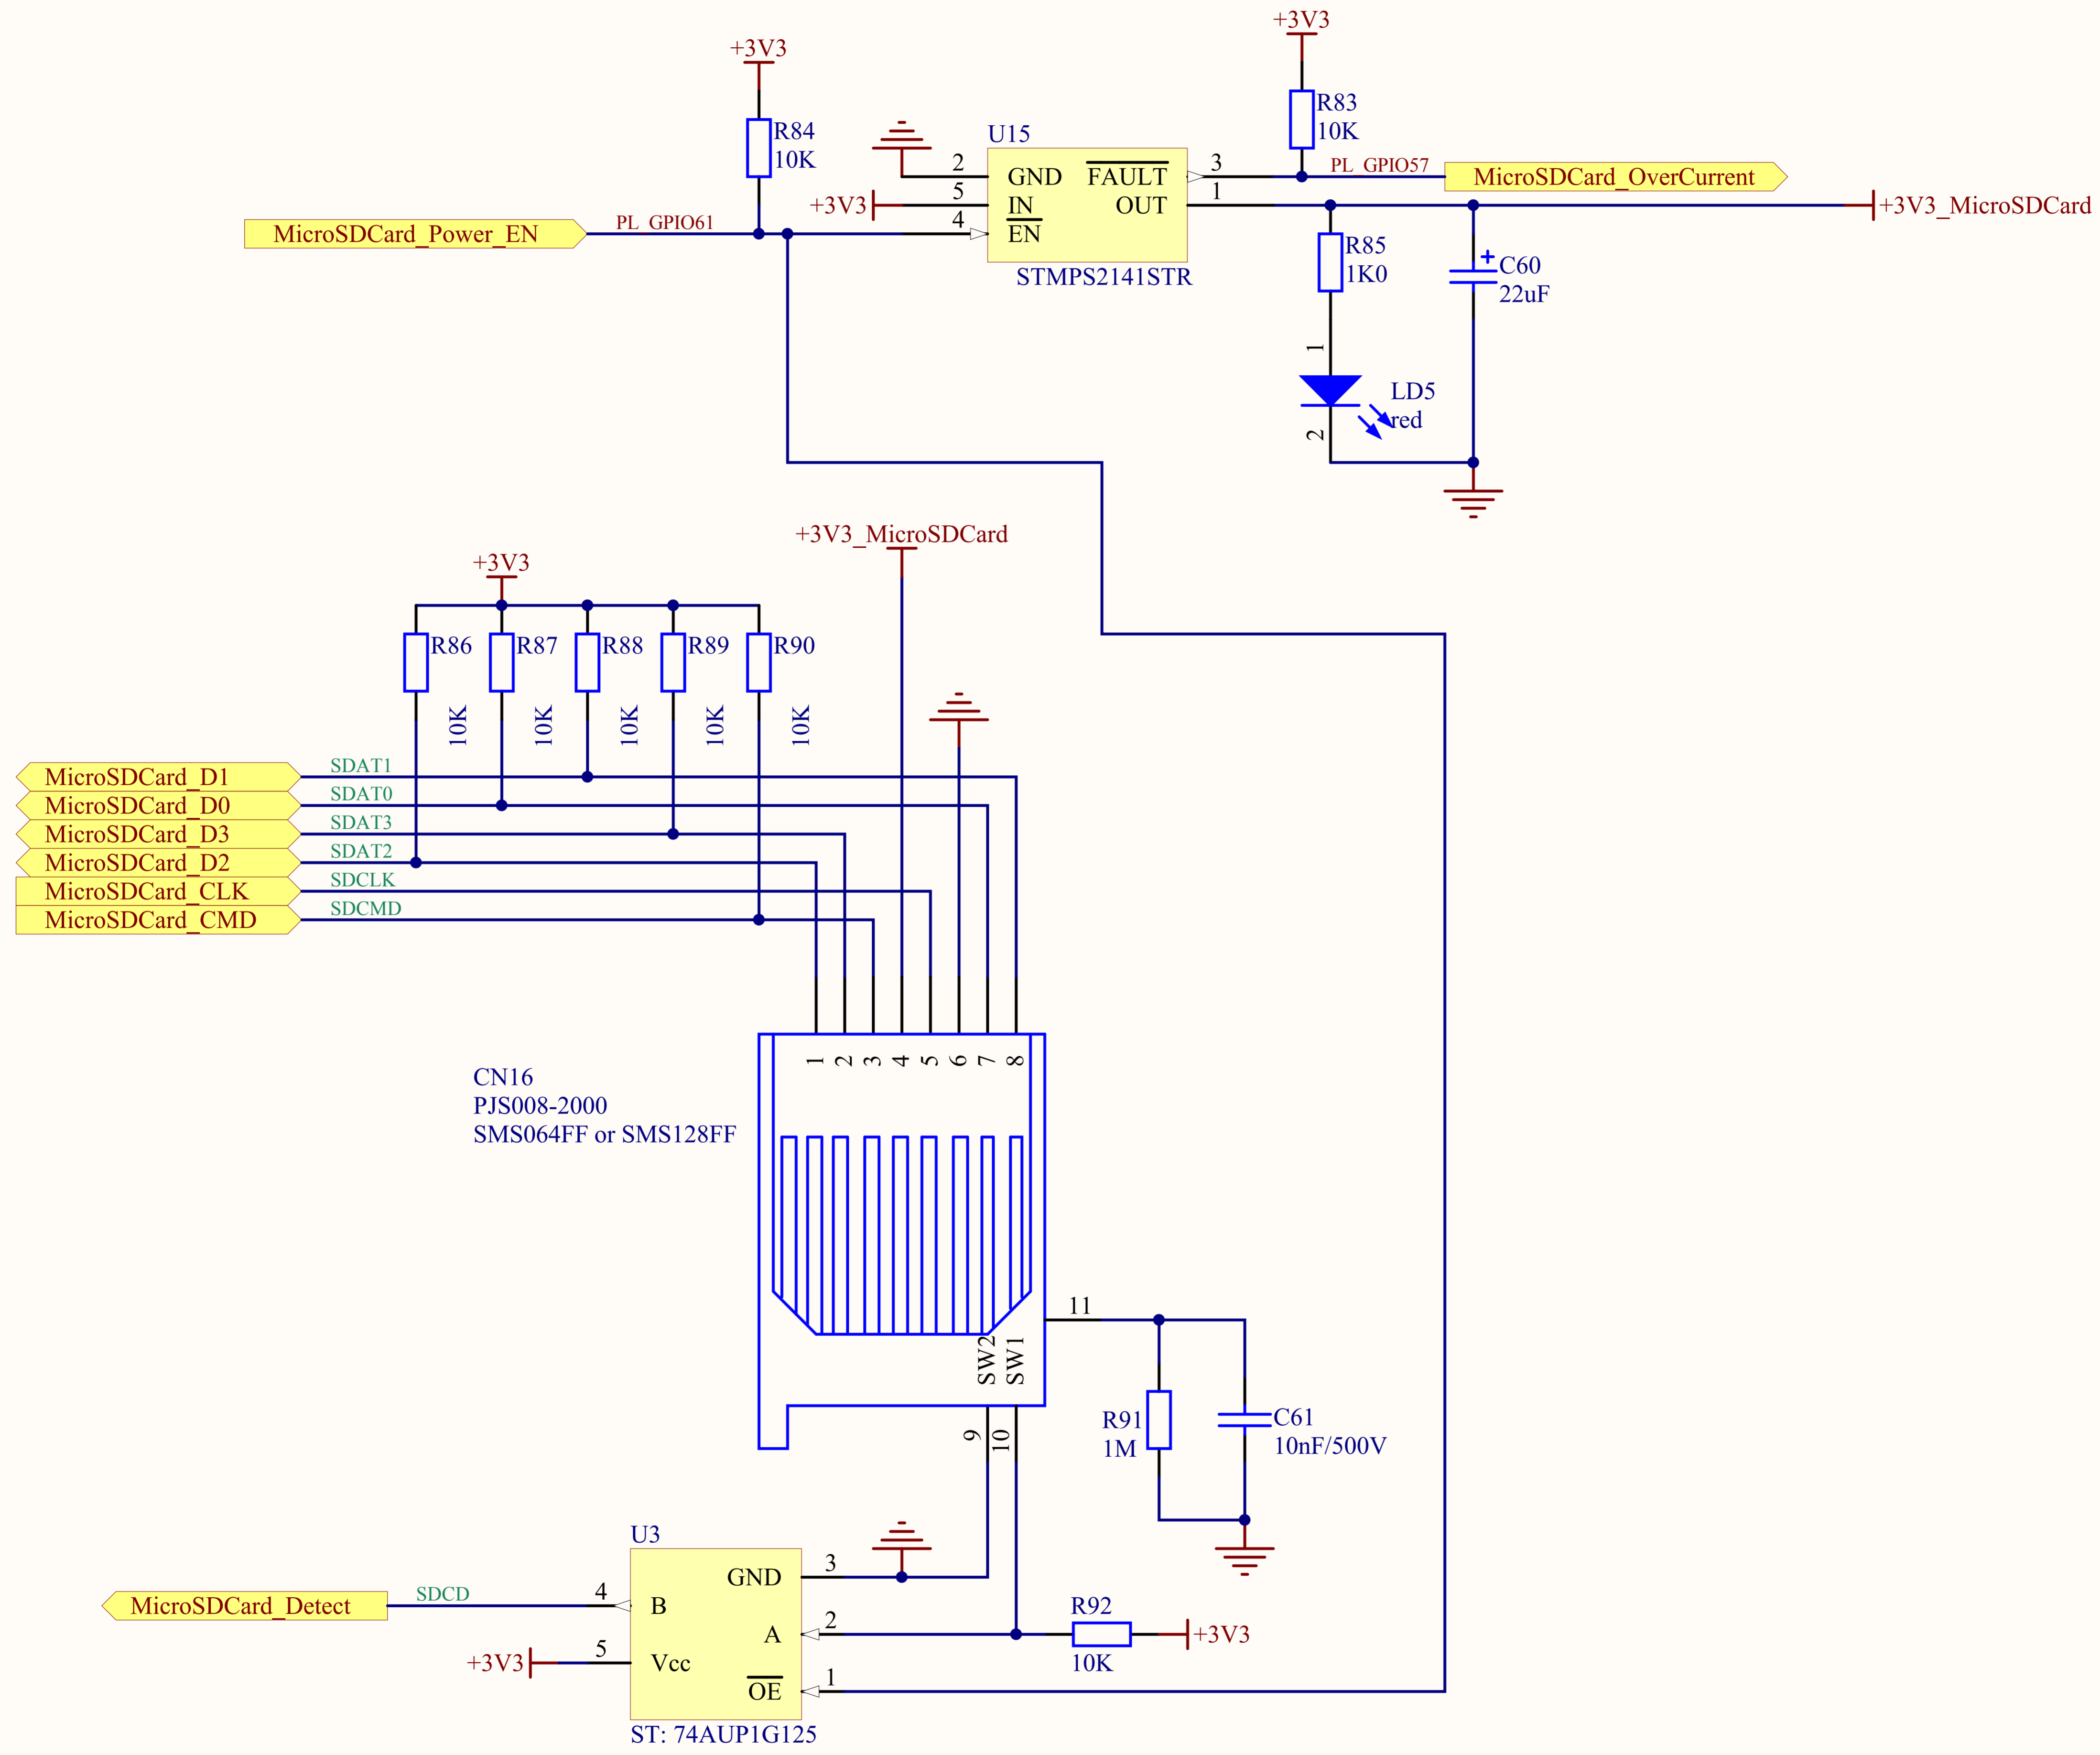 +3V3
+3V3
R84
10K
R83
10K
U15
2 GND FAULT 3
PL_GPIO57
MicroSDCard_OverCurrent
+3V3 5 IN OUT 1
+3V3_MicroSDCard
MicroSDCard_Power_EN
PL_GPIO61
4 EN
STMPS2141STR
R85
1K0
+
C60
22uF
1
LD5
red
2
+3V3_MicroSDCard
+3V3
R86 R87 R88 R89 R90
10K 10K 10K 10K 10K
MicroSDCard_D1 SDAT1
MicroSDCard_D0 SDAT0
MicroSDCard_D3 SDAT3
MicroSDCard_D2 SDAT2
MicroSDCard_CLK SDCLK
MicroSDCard_CMD SDCMD
1 2 3 4 5 6 7 8
CN16
PJS008-2000
SMS064FF or SMS128FF
11
SW2 SW1
9 10
R91
1M
C61
10nF/500V
U3
GND 3
MicroSDCard_Detect SDCD 4 B
A 2
R92
10K
+3V3
+3V3 5 Vcc
OE 1
ST: 74AUP1G125